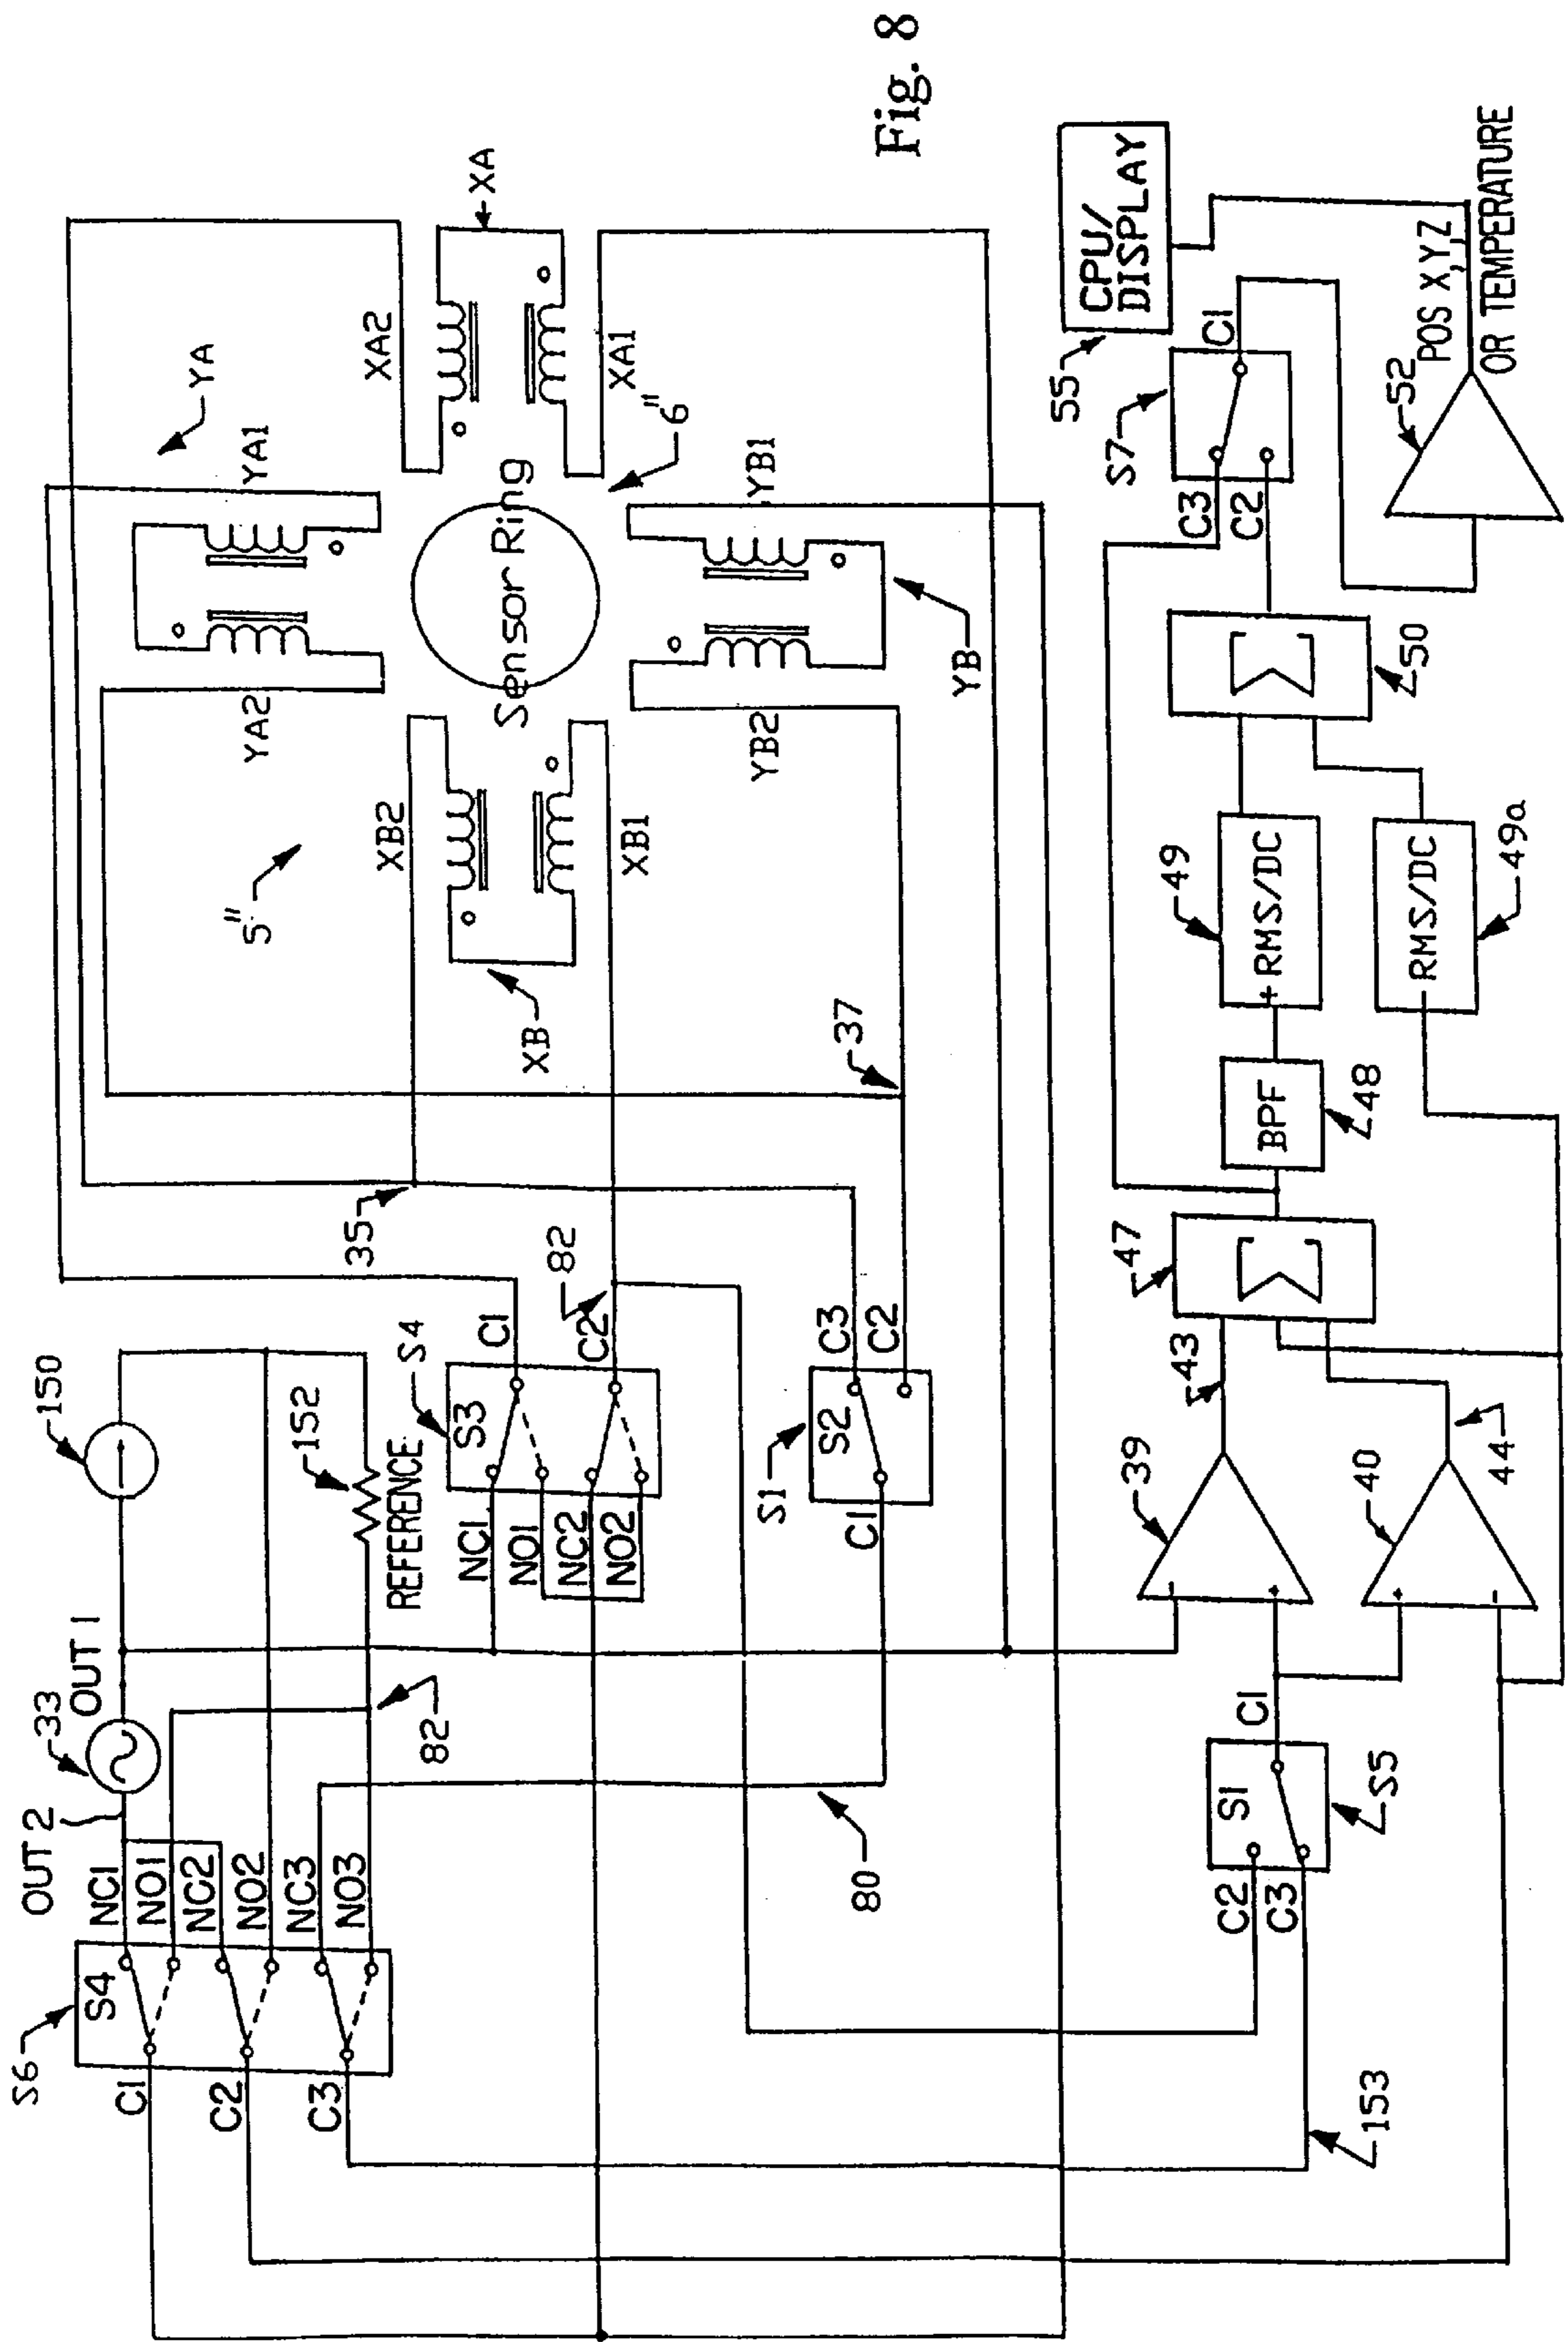 Fig. 8
S6
S4
C1
C2
C3
OUT2
NC1
NO1
NC2
NO2
NC3
NO3
33
OUT1
150
152
REFERENCE
82
80
S4
S3
NC1
NO1
NC2
NO2
C1
C2
82
S1
S2
C1
C3
C2
35
37
5"
YA
YA2
YA1
XA2
XA1
XA
XB2
XB1
XB
Sensor Ring
6"
YB2
YB1
YB
153
C2
C3
S1
C1
S5
39
-
+
40
+
-
43
44
47
Σ
BPF
48
49
+RMS/DC
-RMS/DC
49a
Σ
50
S7
C3
C2
C1
55
CPU/
DISPLAY
52
POS X,Y,Z
OR TEMPERATURE